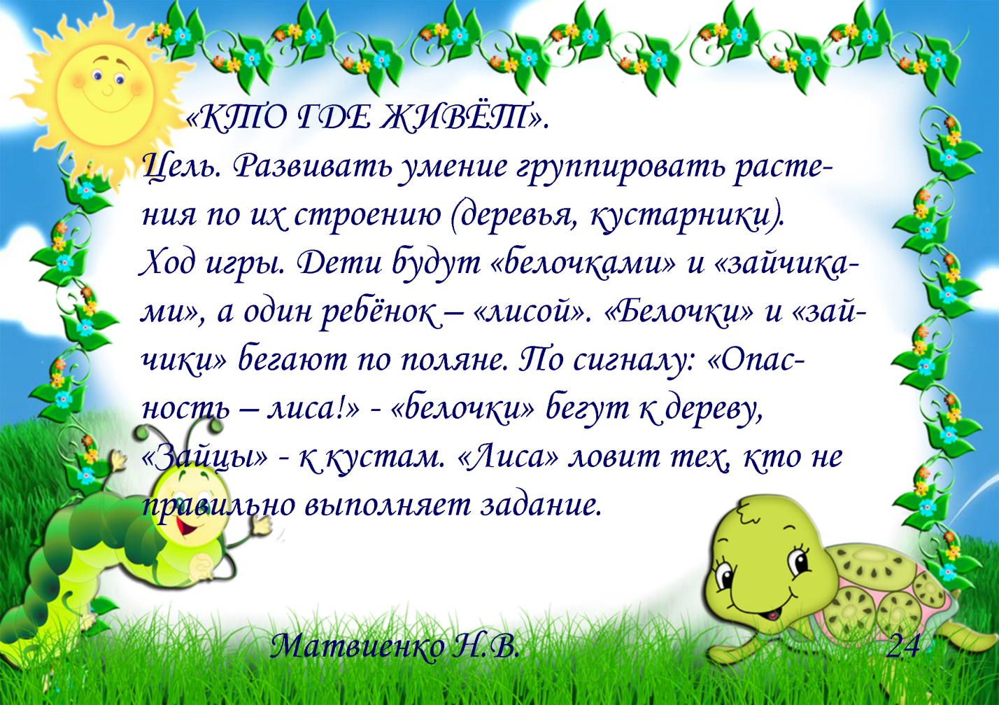 «КТО ГДЕ ЖИВЁТ».
Цель. Развивать умение группировать расте-
ния по их строению (деревья, кустарники).
Ход игры. Дети будут «белочками» и «зайчика-
ми», а один ребёнок – «лисой». «Белочки» и «зай-
чики» бегают по поляне. По сигналу: «Опас-
ность – лиса!» - «белочки» бегут к дереву,
«Зайцы» - к кустам. «Лиса» ловит тех, кто не
правильно выполняет задание.
Матвиенко Н.В.
24